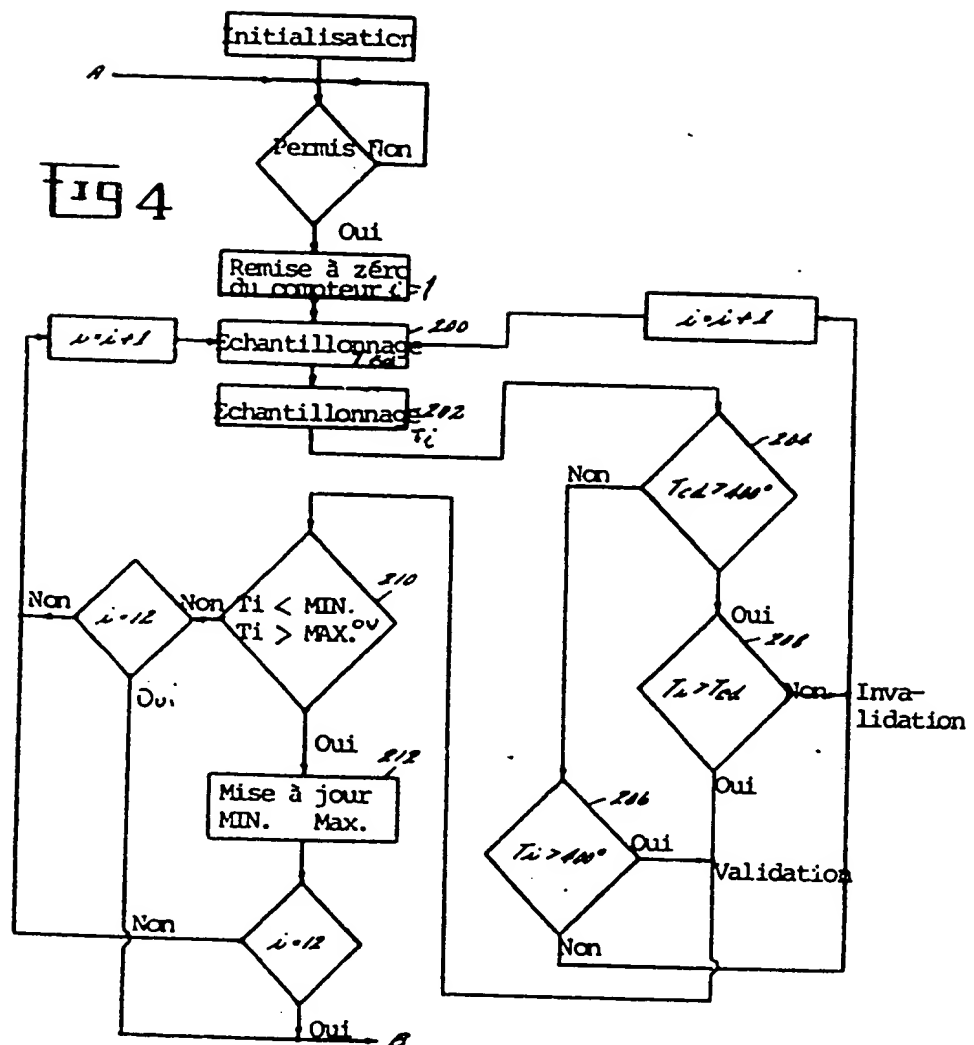 Initialisation
A
Permis Non
Fig 4
Oui
Remise à zéro
du compteur i=1
200
i=i+1
Echantillonnage
i=i+1
Echantillonnage
202
Ti
204
Non
Tcd>400°
210
Non
i=12
Non
Ti < MIN.
ou
Ti > MAX.
Oui
208
Oui
Ti>Tcd
Non
Inva-
lidation
Oui
212
Oui
Mise à jour
MIN. Max.
206
Ti>400°
Oui
Validation
Non
i=12
Non
Oui
B